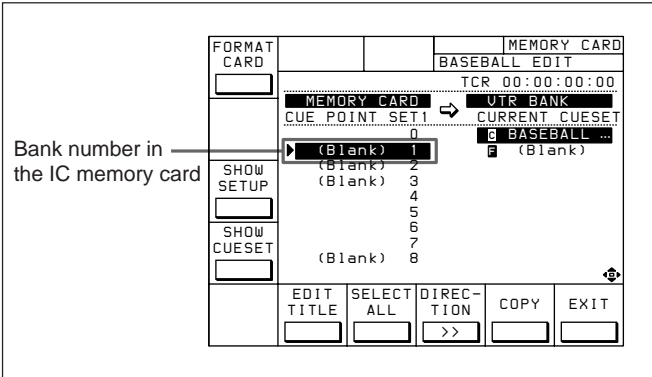 MEMORY CARD
FORMAT CARD
BASEBALL EDIT
TCR 00:00:00:00
MEMORY CARD ⇨ VTR BANK
CUE POINT SET1 CURRENT CUESET
0 C BASEBALL …
(Blank) 1 F (Blank)
(Blank) 2
(Blank) 3
4
5
6
7
(Blank) 8
Bank number in
the IC memory card
SHOW
SETUP
SHOW
CUESET
EDIT
TITLE
SELECT
ALL
DIREC-
TION
>>
COPY
EXIT